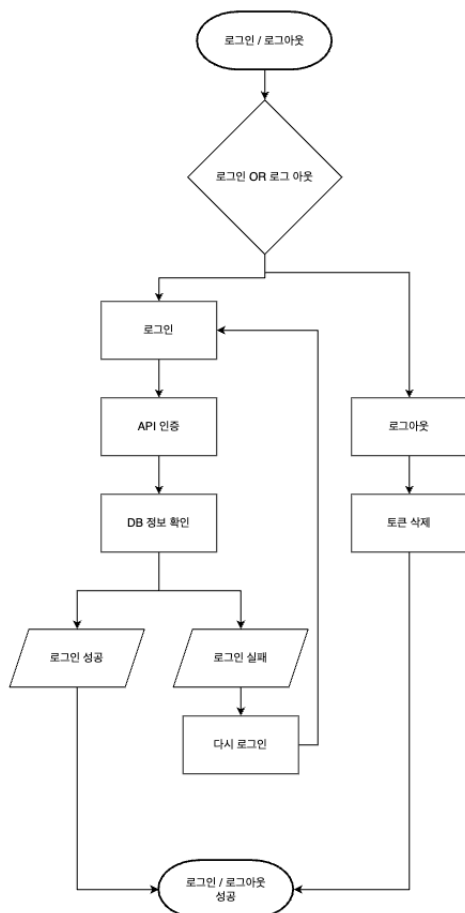 로그인 / 로그아웃
로그인 OR 로그 아웃
로그인
API 인증
로그아웃
DB 정보 확인
토큰 삭제
로그인 성공
로그인 실패
다시 로그인
로그인 / 로그아웃
성공